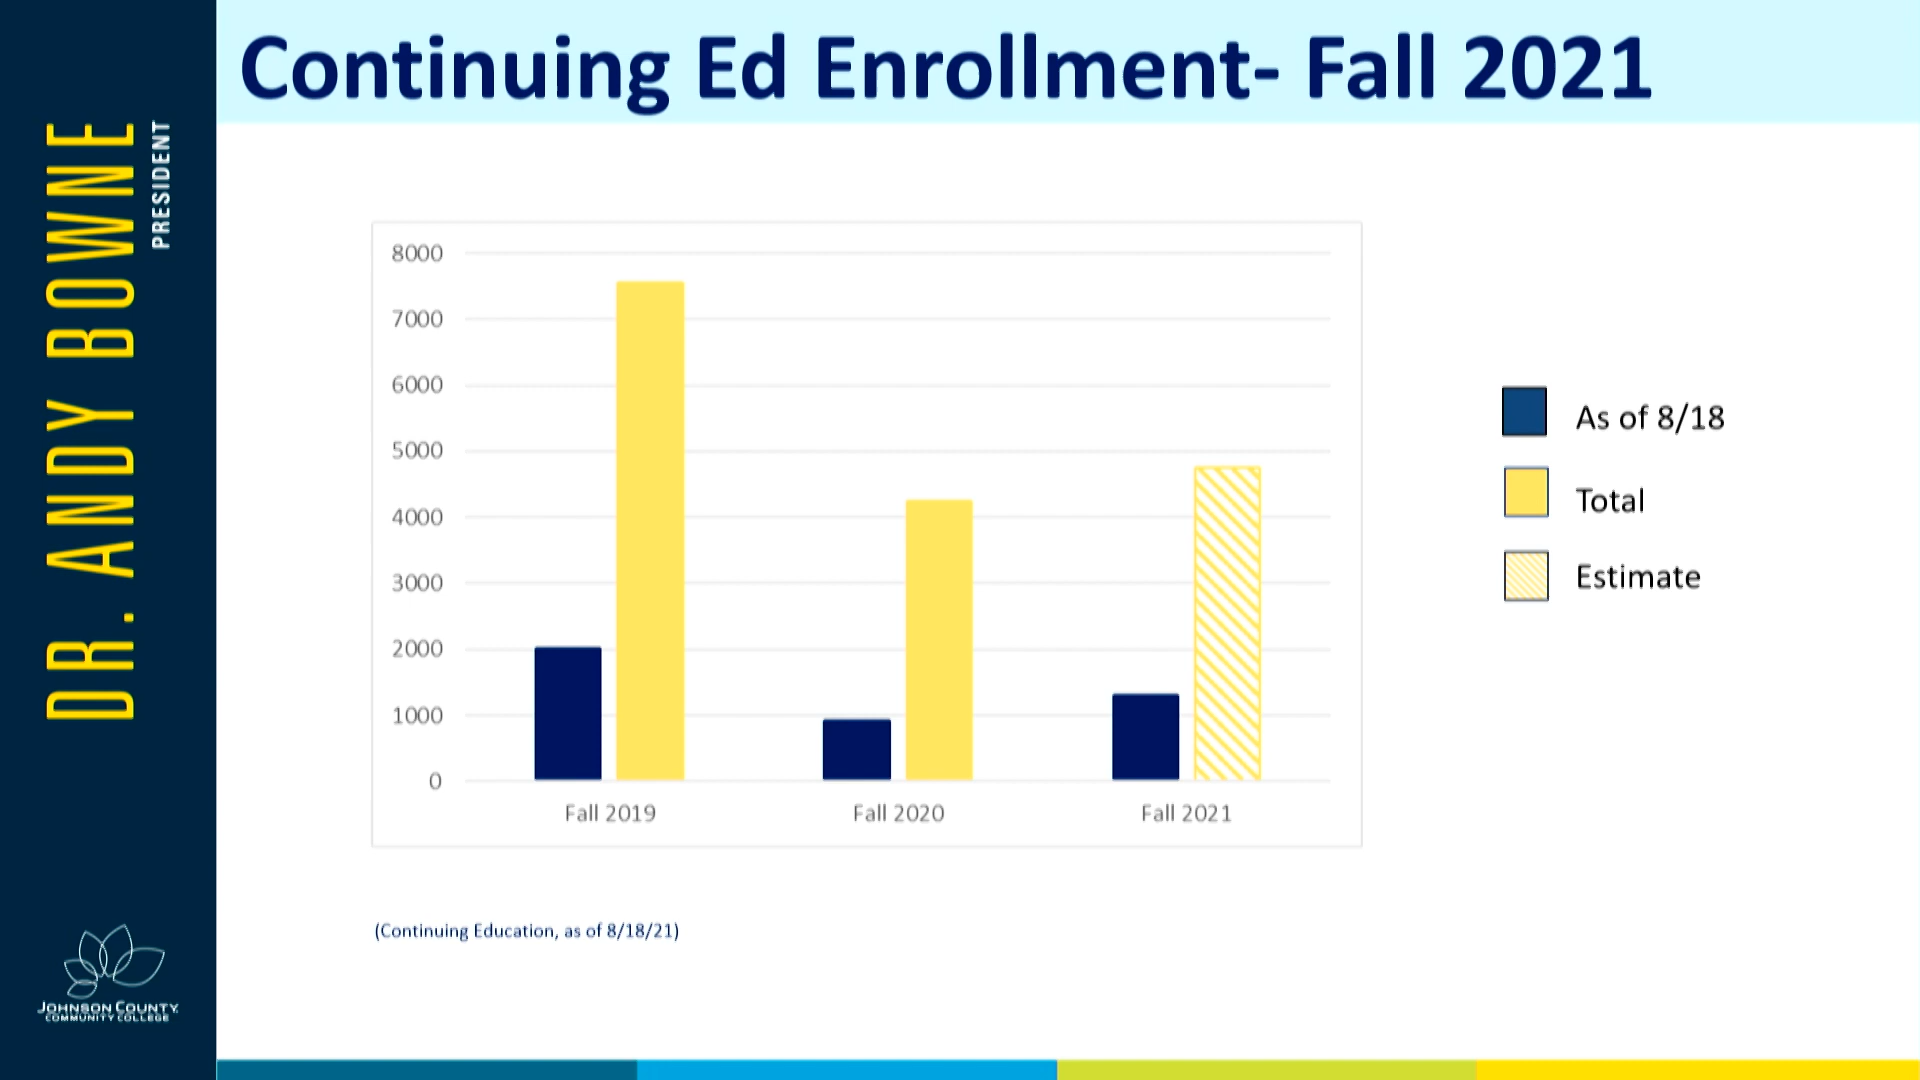 Continuing Ed Enrollment- Fall 2021
DR. ANDY BOWNE
PRESIDENT
8000
7000
6000
5000
4000
3000
2000
1000
0
Fall 2019
Fall 2020
Fall 2021
As of 8/18
Total
Estimate
(Continuing Education, as of 8/18/21)
JOHNSON COUNTY
COMMUNITY COLLEGE